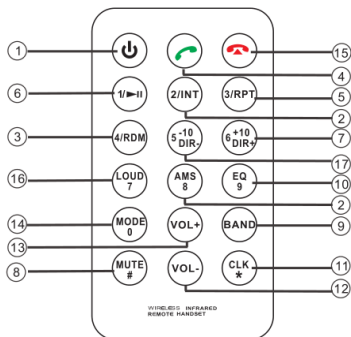 1
15
4
6
1/►II
2/INT
3/RPT
5
2
3
4/RDM
5 -10 DIR-
6 +10 DIR+
7
17
16
LOUD
7
AMS
8
EQ
9
10
2
14
MODE
0
VOL+
BAND
9
13
8
MUTE
#
VOL-
CLK
*
11
12
WIRELESS INFRARED
REMOTE HANDSET